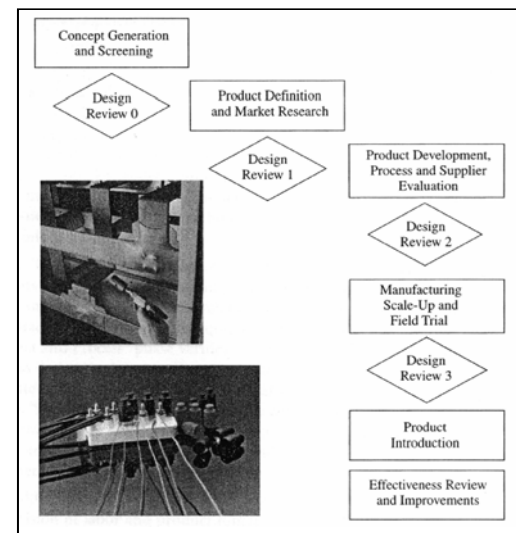 Concept Generation
and Screening
Design
Review 0
Product Definition
and Market Research
Design
Review 1
Product Development,
Process and Supplier
Evaluation
Design
Review 2
Manufacturing
Scale-Up and
Field Trial
Design
Review 3
Product
Introduction
Effectiveness Review
and Improvements